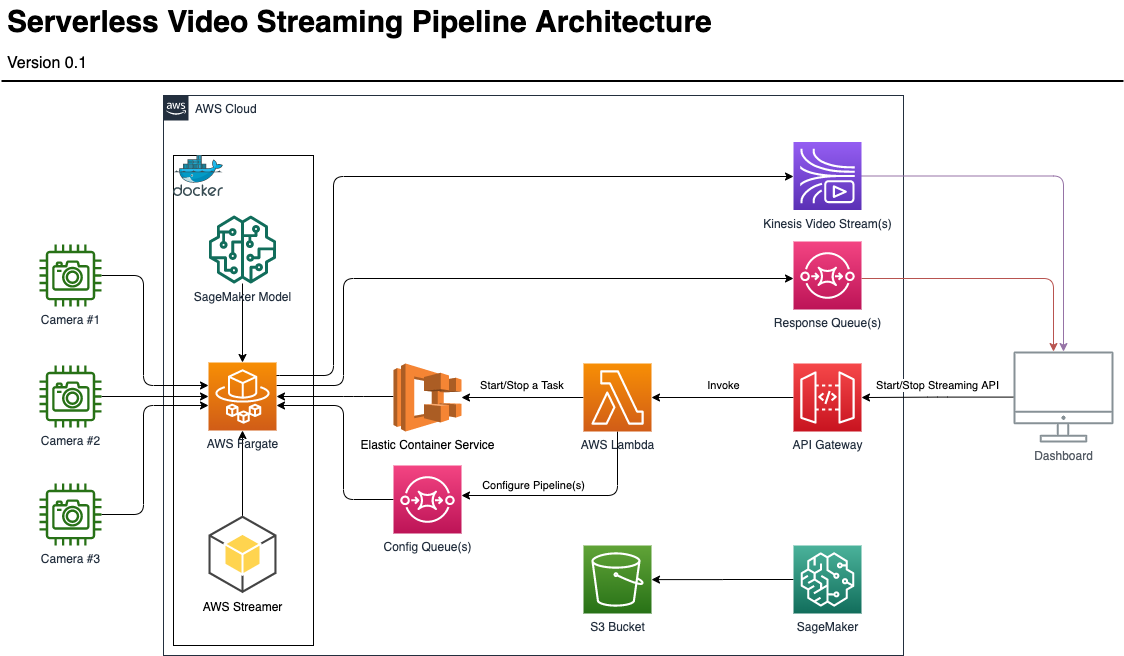 Serverless Video Streaming Pipeline Architecture
Version 0.1
aws
AWS Cloud
docker
Kinesis Video Stream(s)
SageMaker Model
Camera #1
Response Queue(s)
Start/Stop a Task
Invoke
Start/Stop Streaming API
Camera #2
AWS Fargate
Elastic Container Service
AWS Lambda
API Gateway
Dashboard
Configure Pipeline(s)
Camera #3
Config Queue(s)
AWS Streamer
S3 Bucket
SageMaker